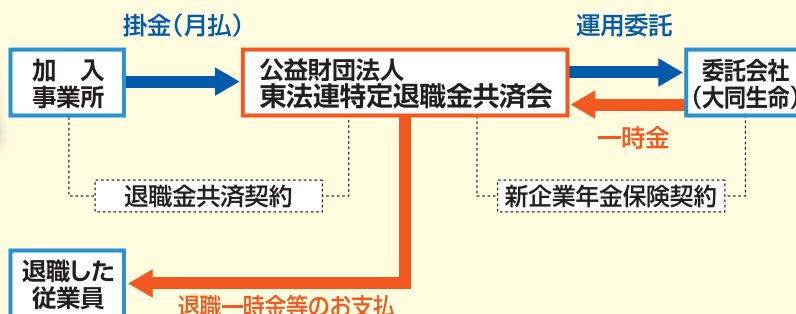 掛金（月払）
運用委託
加　入
事業所
公益財団法人
東法連特定退職金共済会
委託会社
（大同生命）
一時金
退職金共済契約
新企業年金保険契約
退職した
従業員
退職一時金等のお支払